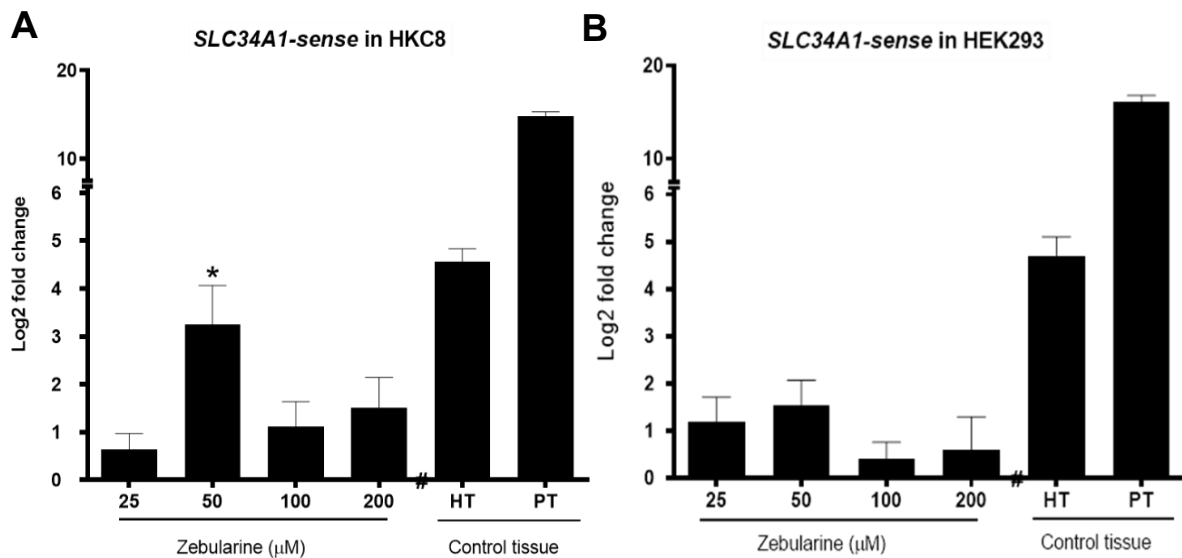 A
SLC34A1-sense in HKC8
Log2 fold change
20
10
6
5
4
3
2
1
0
*
25 50 100 200 # HT PT
Zebularine (μM) Control tissue
B
SLC34A1-sense in HEK293
Log2 fold change
20
10
6
5
4
3
2
1
0
25 50 100 200 # HT PT
Zebularine (μM) Control tissue